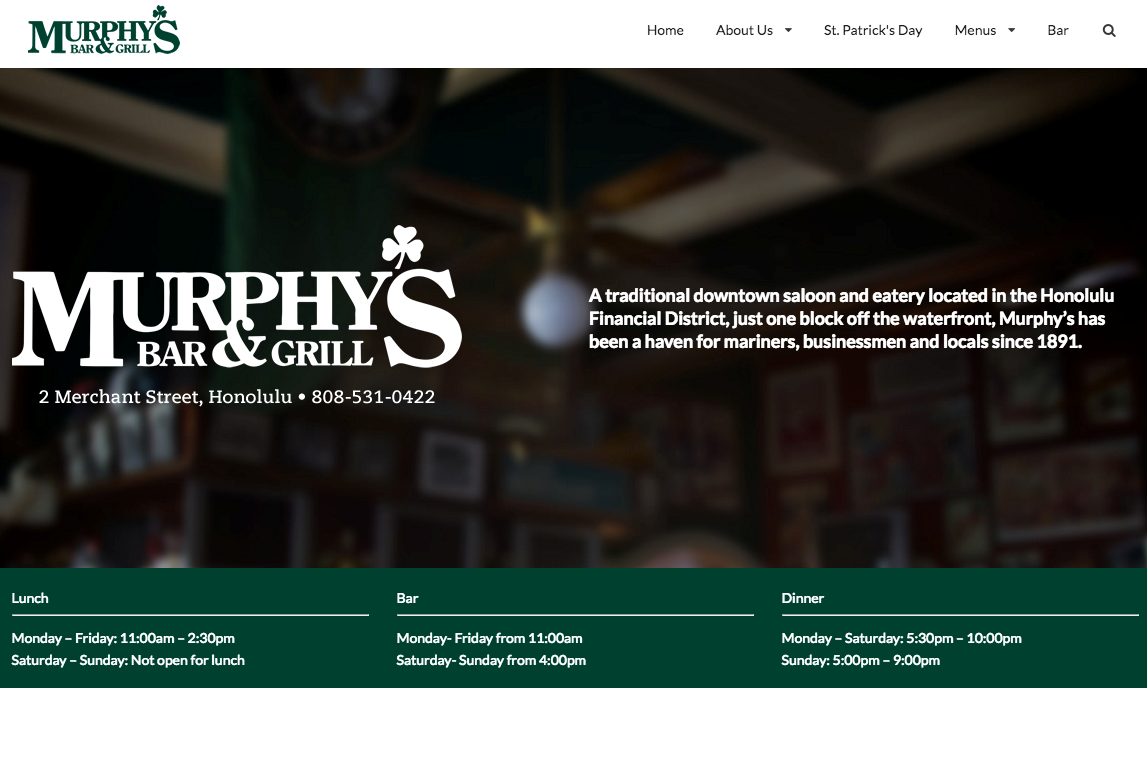 MURPHY'S
BAR & GRILL
Home About Us St. Patrick's Day Menus Bar
MURPHY'S
BAR & GRILL
2 Merchant Street, Honolulu • 808-531-0422
A traditional downtown saloon and eatery located in the Honolulu
Financial District, just one block off the waterfront, Murphy’s has
been a haven for mariners, businessmen and locals since 1891.
Lunch
Monday – Friday: 11:00am – 2:30pm
Saturday – Sunday: Not open for lunch
Bar
Monday- Friday from 11:00am
Saturday- Sunday from 4:00pm
Dinner
Monday – Saturday: 5:30pm – 10:00pm
Sunday: 5:00pm – 9:00pm